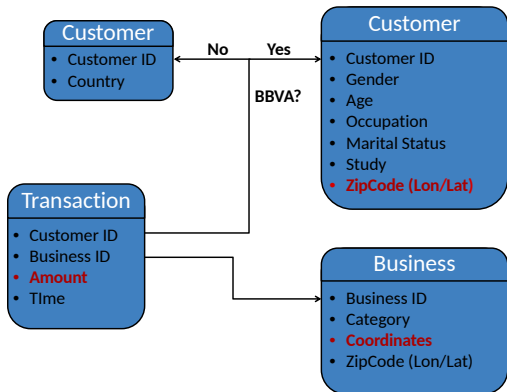 Customer
• Customer ID
• Country
No
Yes
BBVA?
Customer
• Customer ID
• Gender
• Age
• Occupation
• Marital Status
• Study
• ZipCode (Lon/Lat)
Transaction
• Customer ID
• Business ID
• Amount
• TIme
Business
• Business ID
• Category
• Coordinates
• ZipCode (Lon/Lat)